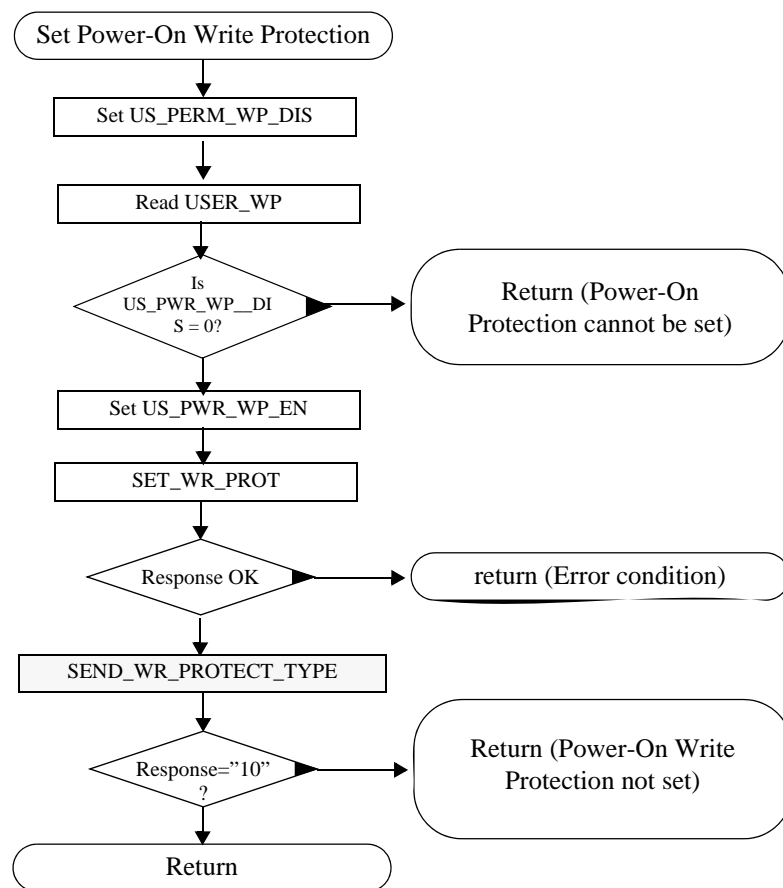 Set Power-On Write Protection
Set US_PERM_WP_DIS
Read USER_WP
Is
US_PWR_WP__DI
S = 0?
Return (Power-On
Protection cannot be set)
Set US_PWR_WP_EN
SET_WR_PROT
Response OK
return (Error condition)
SEND_WR_PROTECT_TYPE
Response=”10”
?
Return (Power-On Write
Protection not set)
Return